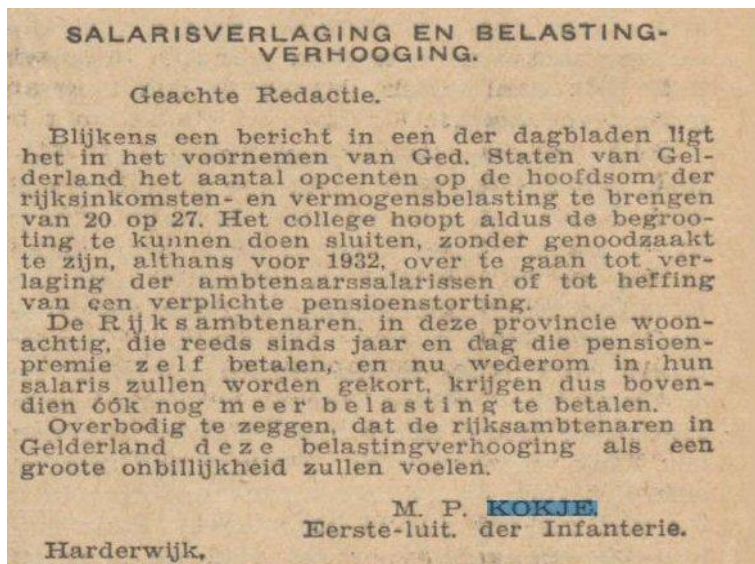 SALARISVERLAGING EN BELASTING-
VERHOOGING.
Geachte Redactie.
Blijkens een bericht in een der dagbladen ligt
het in het voornemen van Ged. Staten van Gel-
derland het aantal opcenten op de hoofdsom der
rijksinkomsten- en vermogensbelasting te brengen
van 20 op 27. Het college hoopt aldus de begroo-
ting te kunnen doen sluiten, zonder genoodzaakt
te zijn, althans voor 1932, over te gaan tot ver-
laging der ambtenaarssalarissen of tot heffing
van een verplichte pensioenstorting.
De Rijksambtenaren, in deze provincie woon-
achtig, die reeds sinds jaar en dag die pensioen-
premie zelf betalen, en nu wederom in hun
salaris zullen worden gekort, krijgen dus boven-
dien óók nog meer belasting te betalen.
Overbodig te zeggen, dat de rijksambtenaren in
Gelderland deze belastingverhooging als een
groote onbillijkheid zullen voelen.
M. P. KOKJE
Eerste-luit. der Infanterie.
Harderwijk,